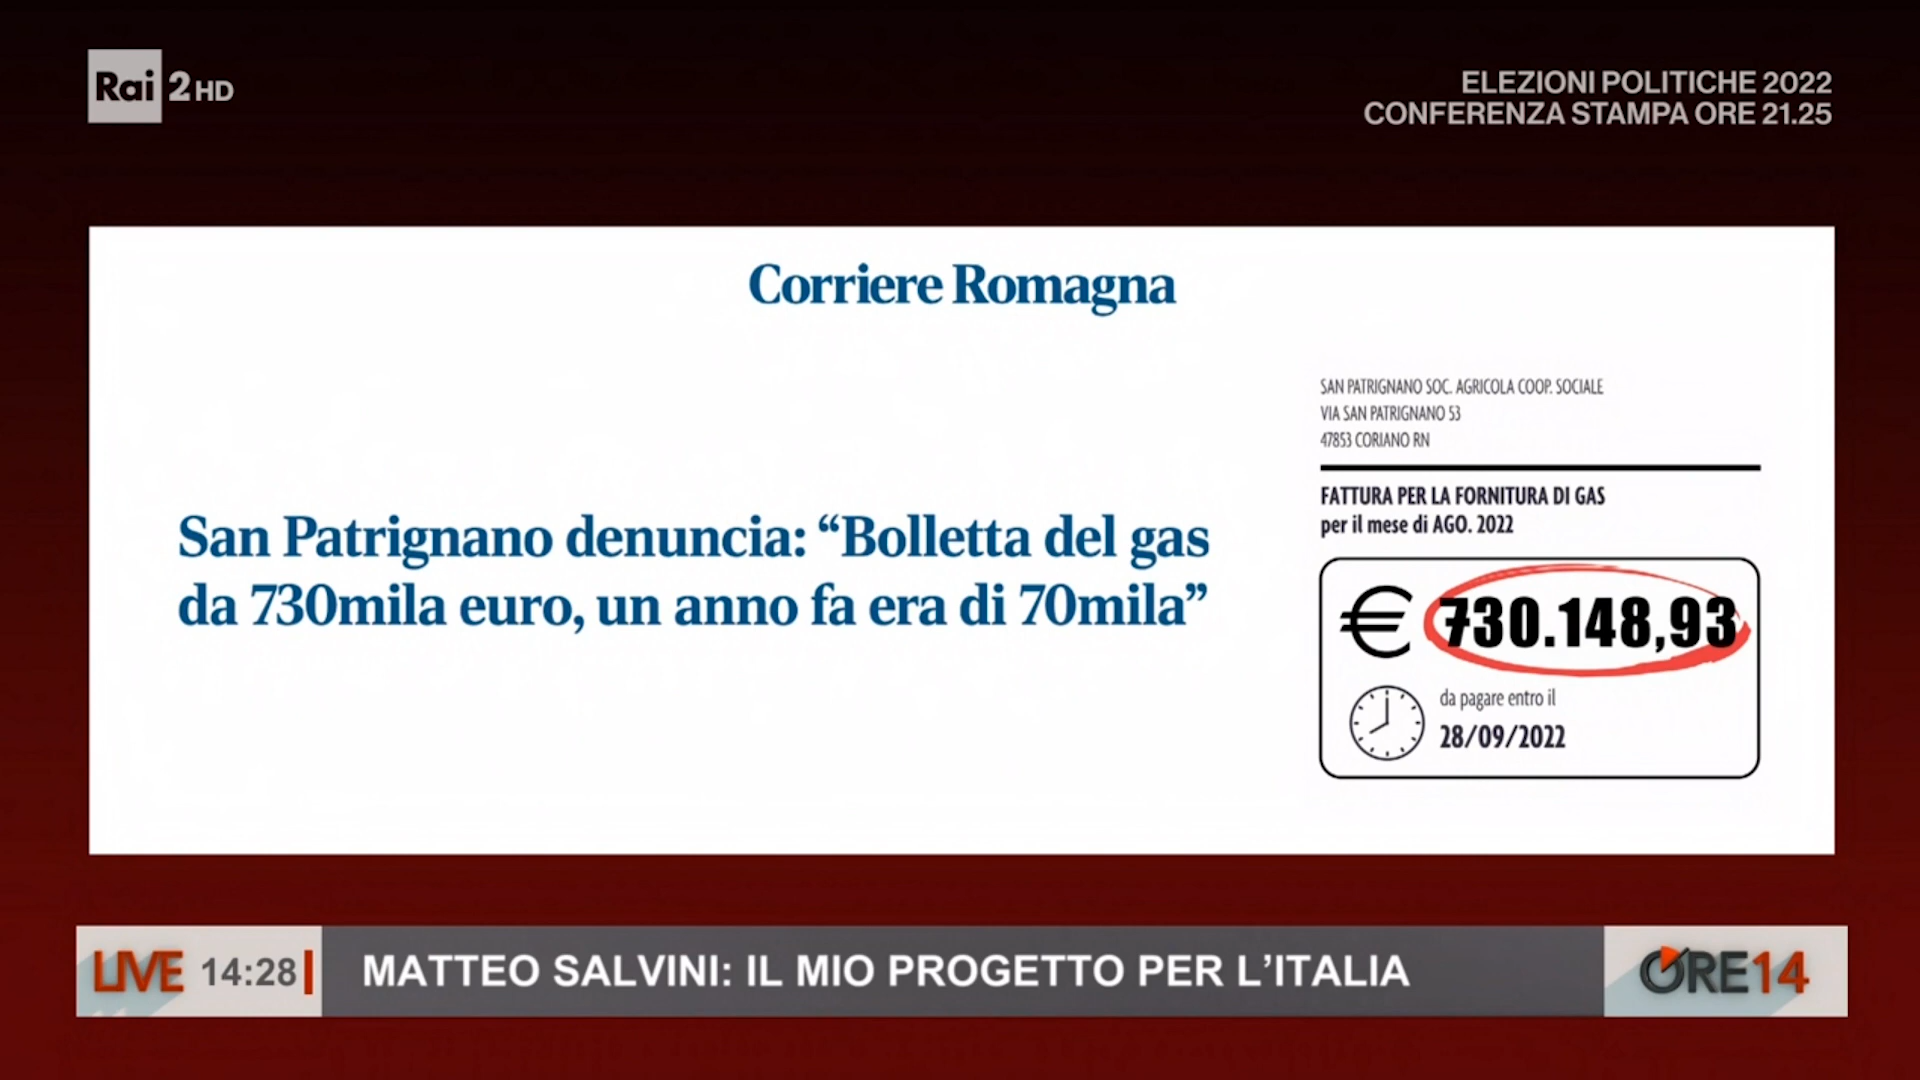 Rai 2 HD
ELEZIONI POLITICHE 2022
CONFERENZA STAMPA ORE 21.25
Corriere Romagna
San Patrignano denuncia: “Bolletta del gas
da 730mila euro, un anno fa era di 70mila”
SAN PATRIGNANO SOC. AGRICOLA COOP. SOCIALE
VIA SAN PATRIGNANO 53
47853 CORIANO RN
FATTURA PER LA FORNITURA DI GAS
per il mese di AGO. 2022
€ 730.148,93
da pagare entro il
28/09/2022
LIVE 14:28
MATTEO SALVINI: IL MIO PROGETTO PER L’ITALIA
ORE14